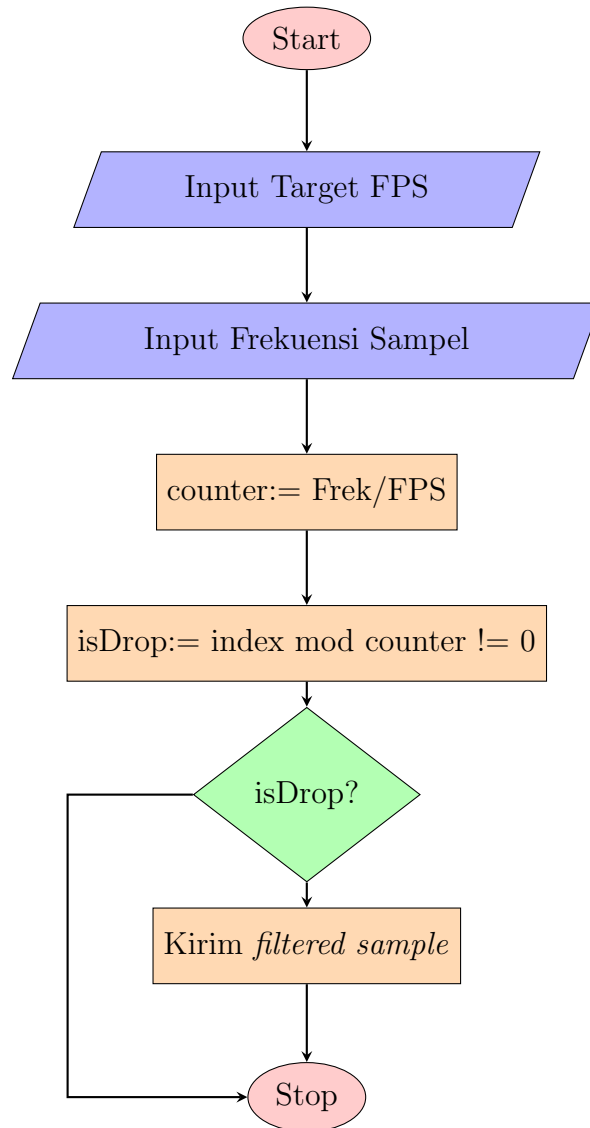 Start
Input Target FPS
Input Frekuensi Sampel
counter:= Frek/FPS
isDrop:= index mod counter != 0
isDrop?
Kirim filtered sample
Stop